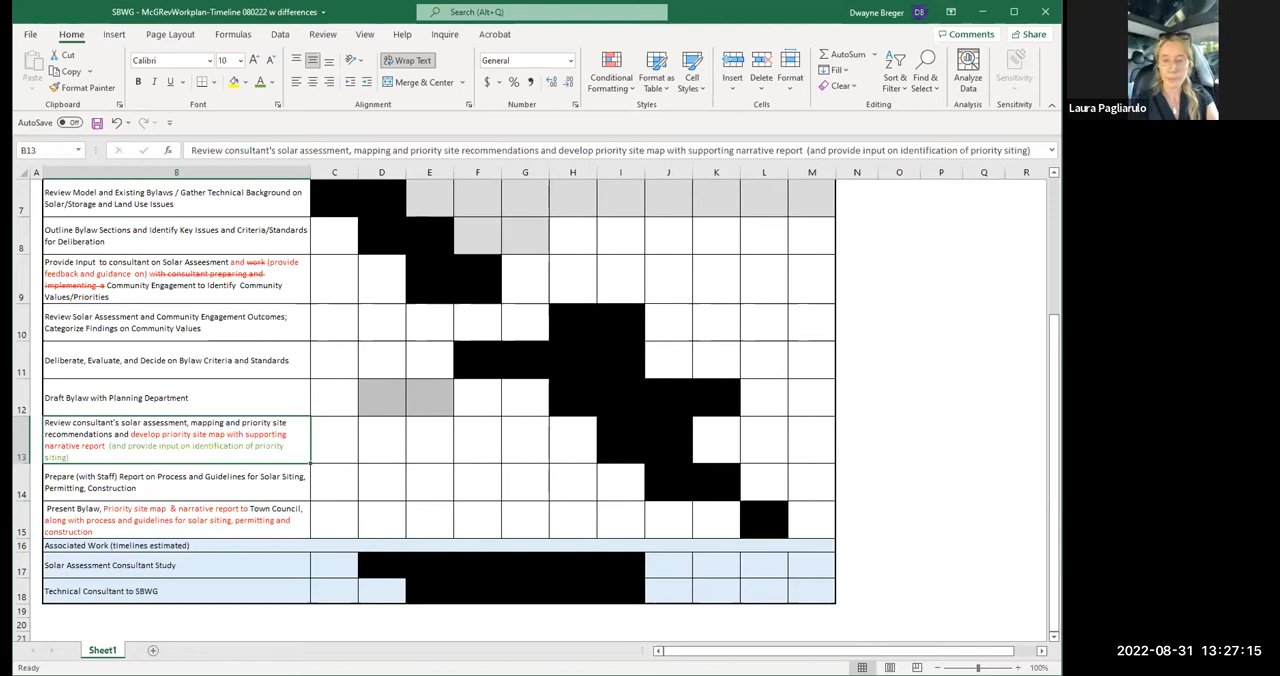 SBWG - McGRevWorkplan-Timeline 080222 w differences
Search (Alt+Q)
Dwayne Breger
DB
File
Home
Insert
Page Layout
Formulas
Data
Review
View
Help
Inquire
Acrobat
Comments
Share
Paste
Cut
Copy
Format Painter
Clipboard
Calibri
10
B
I
U
Font
Wrap Text
Merge & Center
Alignment
General
$
%
Number
Conditional Formatting
Format as Table
Cell Styles
Styles
Insert
Delete
Format
Cells
AutoSum
Fill
Clear
Sort & Filter
Find & Select
Editing
Analyze Data
Analysis
Sensitivity
Sensitivity
AutoSave
Off
B13
fx
Review consultant's solar assessment, mapping and priority site recommendations and develop priority site map with supporting narrative report (and provide input on identification of priority siting)
A B C D E F G H I J K L M N O P Q R
7
Review Model and Existing Bylaws / Gather Technical Background on
Solar/Storage and Land Use Issues
8
Outline Bylaw Sections and Identify Key Issues and Criteria/Standards
for Deliberation
9
Provide Input to consultant on Solar Assesment and work (provide
feedback and guidance on) with consultant preparing and
implementing a Community Engagement to Identify Community
Values/Priorities
10
Review Solar Assessment and Community Engagement Outcomes;
Categorize Findings on Community Values
11
Deliberate, Evaluate, and Decide on Bylaw Criteria and Standards
12
Draft Bylaw with Planning Department
13
Review consultant's solar assessment, mapping and priority site
recommendations and develop priority site map with supporting
narrative report (and provide input on identification of priority
siting)
14
Prepare (with Staff) Report on Process and Guidelines for Solar Siting,
Permitting, Construction
15
Present Bylaw, Priority site map & narrative report to Town Council,
along with process and guidelines for solar siting, permitting and
construction
16
Associated Work (timelines estimated)
17
Solar Assessment Consultant Study
18
Technical Consultant to SBWG
19
20
21
Sheet1
Ready
100%
Laura Pagliarulo
2022-08-31 13:27:15